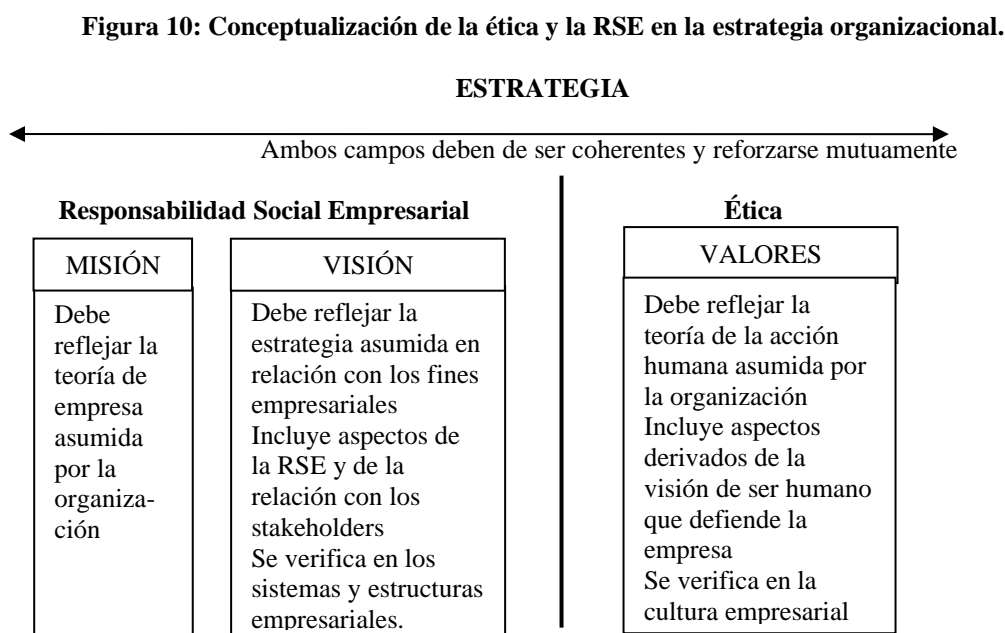 Figura 10: Conceptualización de la ética y la RSE en la estrategia organizacional.
ESTRATEGIA
Ambos campos deben de ser coherentes y reforzarse mutuamente
Responsabilidad Social Empresarial
MISIÓN
Debe
reflejar la
teoría de
empresa
asumida
por la
organiza-
ción
VISIÓN
Debe reflejar la
estrategia asumida en
relación con los fines
empresariales
Incluye aspectos de
la RSE y de la
relación con los
stakeholders
Se verifica en los
sistemas y estructuras
empresariales.
Ética
VALORES
Debe reflejar la
teoría de la acción
humana asumida por
la organización
Incluye aspectos
derivados de la
visión de ser humano
que defiende la
empresa
Se verifica en la
cultura empresarial